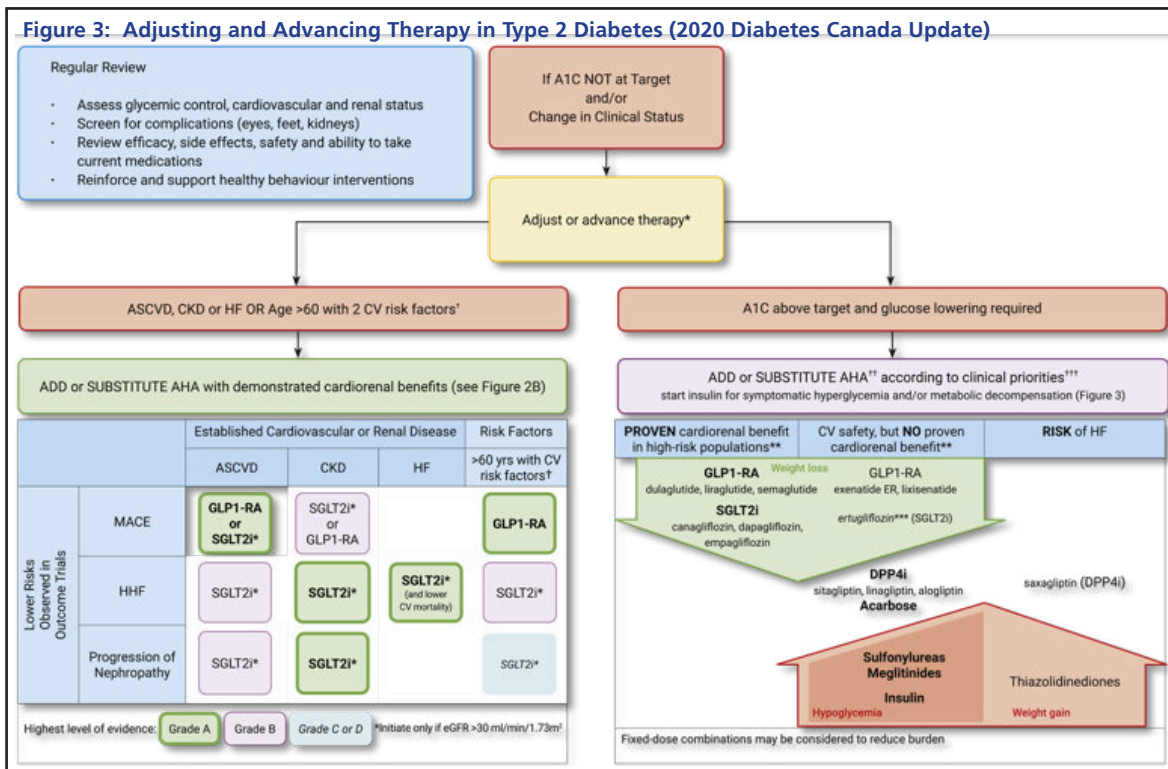 Figure 3: Adjusting and Advancing Therapy in Type 2 Diabetes (2020 Diabetes Canada Update)
Regular Review
· Assess glycemic control, cardiovascular and renal status
· Screen for complications (eyes, feet, kidneys)
· Review efficacy, side effects, safety and ability to take
current medications
· Reinforce and support healthy behaviour interventions
If A1C NOT at Target
and/or
Change in Clinical Status
Adjust or advance therapy*
ASCVD, CKD or HF OR Age >60 with 2 CV risk factors†
ADD or SUBSTITUTE AHA with demonstrated cardiorenal benefits (see Figure 2B)
Established Cardiovascular or Renal Disease
Risk Factors
ASCVD
CKD
HF
>60 yrs with CV
risk factors†
Lower Risks
Observed in
Outcome Trials
MACE
GLP1-RA
or
SGLT2i*
SGLT2i*
or
GLP1-RA
GLP1-RA
HHF
SGLT2i*
SGLT2i*
SGLT2i*
(and lower
CV mortality)
SGLT2i*
Progression of
Nephropathy
SGLT2i*
SGLT2i*
SGLT2i*
Highest level of evidence:
Grade A
Grade B
Grade C or D
*Initiate only if eGFR >30 ml/min/1.73m²
A1C above target and glucose lowering required
ADD or SUBSTITUTE AHA†† according to clinical priorities†††
start insulin for symptomatic hyperglycemia and/or metabolic decompensation (Figure 3)
PROVEN cardiorenal benefit
in high-risk populations**
CV safety, but NO proven
cardiorenal benefit**
RISK of HF
Weight loss
GLP1-RA
dulaglutide, liraglutide, semaglutide
SGLT2i
canagliflozin, dapagliflozin,
empagliflozin
GLP1-RA
exenatide ER, lixisenatide
ertugliflozin*** (SGLT2i)
DPP4i
sitagliptin, linagliptin, alogliptin
Acarbose
saxagliptin (DPP4i)
Sulfonylureas
Meglitinides
Insulin
Hypoglycemia
Thiazolidinediones
Weight gain
Fixed-dose combinations may be considered to reduce burden